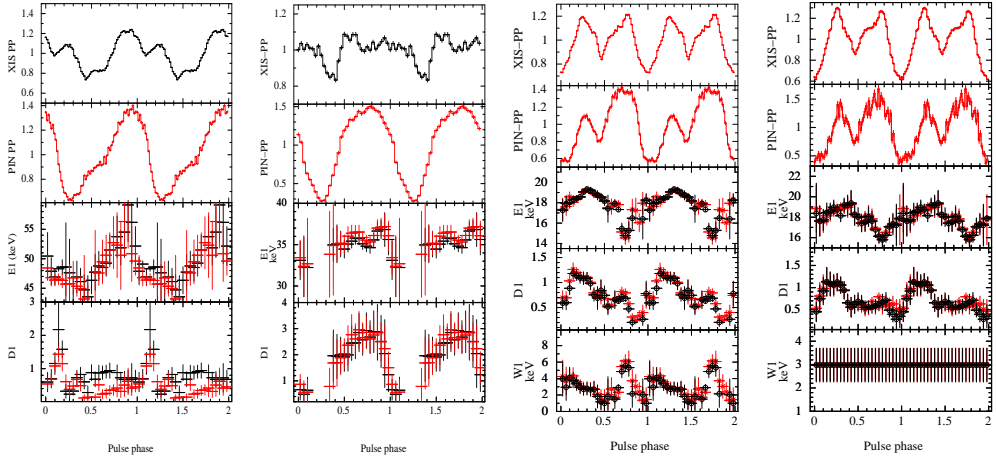 XIS PP
1.4
1.2
1
0.8
0.6
PIN PP
1.4
1.2
1
0.8
E1 (keV)
55
50
45
3
D1
2
1
0 0.5 1 1.5 2
Pulse phase
XIS-PP
1.2
1
0.8
PIN-PP
1.5
1
0.5
40
E1
keV
35
30
4
D1
3
2
1
0 0.5 1 1.5 2
Pulse phase
XIS-PP
1.2
1
0.8
PIN-PP
1.4
1.2
1
0.8
0.6
E1
keV
20
18
16
14
D1
1.5
1
0.5
W1
keV
8
6
4
2
0
0 0.5 1 1.5 2
Pulse phase
XIS-PP
1.2
1
0.8
0.6
PIN-PP
1.5
1
0.5
E1
keV
22
20
18
16
D1
1.5
1
0.5
W1
keV
4
3
2
1
0 0.5 1 1.5 2
Pulse phase